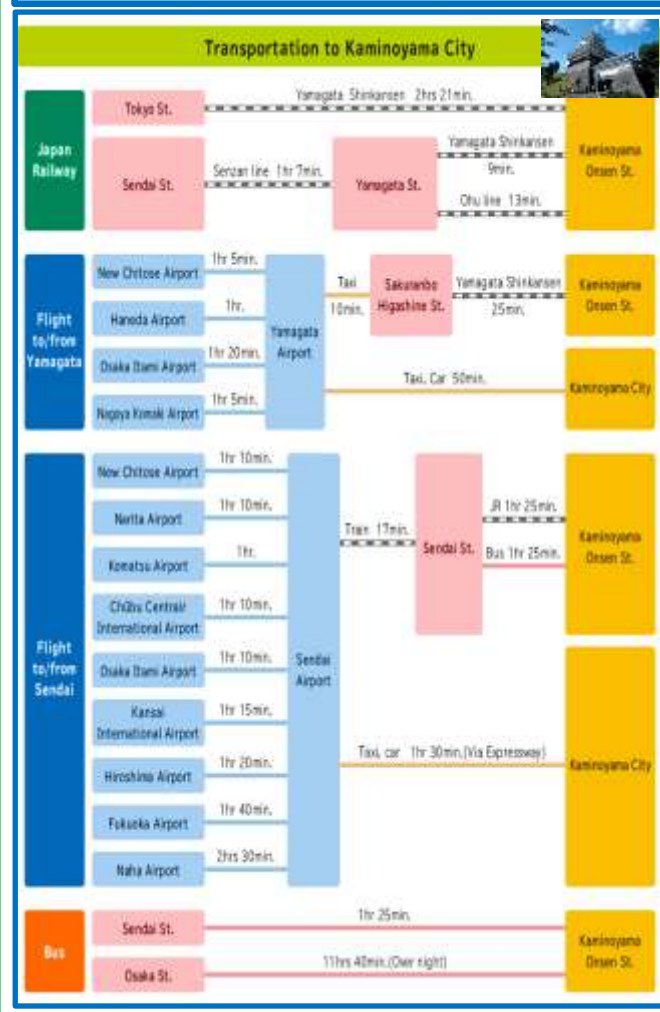 Transportation to Kaminoyama City
Japan
Railway
Tokyo St.
Yamagata Shinkansen 2hrs 21min.
Sendai St.
Senzan line 1hr 7min.
Yamagata St.
Yamagata Shinkansen
9min.
Ohu line 13min.
Kaminoyama
Onsen St.
Flight
to/from
Yamagata
New Chitose Airport
1hr 5min.
Haneda Airport
1hr.
Osaka Itami Airport
1hr 20min.
Nagoya Komaki Airport
1hr 5min.
Yamagata
Airport
Taxi
10min.
Sakuranbo
Higashine St.
Yamagata Shinkansen
25min.
Kaminoyama
Onsen St.
Taxi, Car 50min.
Kaminoyama City
Flight
to/from
Sendai
New Chitose Airport
1hr 10min.
Narita Airport
1hr 10min.
Komatsu Airport
1hr.
Chūbu Centrair
International Airport
1hr 10min.
Osaka Itami Airport
1hr 10min.
Kansai
International Airport
1hr 15min.
Hiroshima Airport
1hr 20min.
Fukuoka Airport
1hr 40min.
Naha Airport
2hrs 30min.
Sendai
Airport
Train 17min.
Sendai St.
JR 1hr 25min.
Bus 1hr 25min.
Kaminoyama
Onsen St.
Taxi, car 1hr 30min.(Via Expressway)
Kaminoyama City
Bus
Sendai St.
1hr 25min.
Osaka St.
11hrs 40min.(Over night)
Kaminoyama
Onsen St.